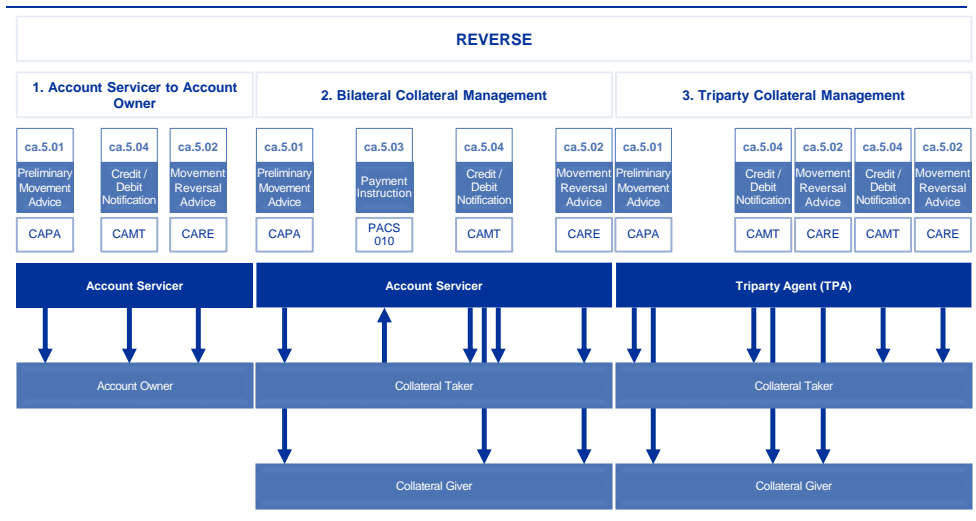 REVERSE
1. Account Servicer to Account
Owner
2. Bilateral Collateral Management
3. Triparty Collateral Management
ca.5.01
ca.5.04
ca.5.02
ca.5.01
ca.5.03
ca.5.04
ca.5.02
ca.5.01
ca.5.04
ca.5.02
ca.5.04
ca.5.02
Preliminary
Movement
Advice
Credit /
Debit
Notification
Movement
Reversal
Advice
Preliminary
Movement
Advice
Payment
Instruction
Credit /
Debit
Notification
Movement
Reversal
Advice
Preliminary
Movement
Advice
Credit /
Debit
Notification
Movement
Reversal
Advice
Credit /
Debit
Notification
Movement
Reversal
Advice
CAPA
CAMT
CARE
CAPA
PACS
010
CAMT
CARE
CAPA
CAMT
CARE
CAMT
CARE
Account Servicer
Account Servicer
Triparty Agent (TPA)
Account Owner
Collateral Taker
Collateral Taker
Collateral Giver
Collateral Giver